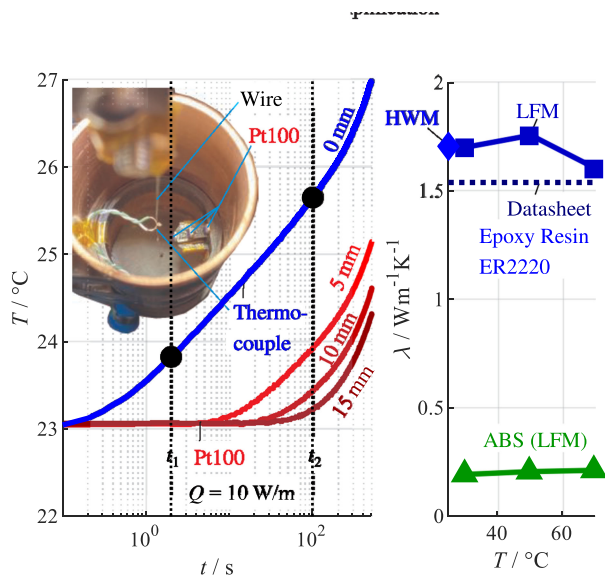 27
26
25
24
23
22
T / °C
Wire
Pt100
0 mm
5 mm
10 mm
15 mm
Thermo-
couple
Pt100
t1
t2
Q = 10 W/m
10^0
10^2
t / s
2
1.5
1
0.5
0
λ / Wm^-1K^-1
HWM
LFM
Datasheet
Epoxy Resin
ER2220
ABS (LFM)
40
60
T / °C